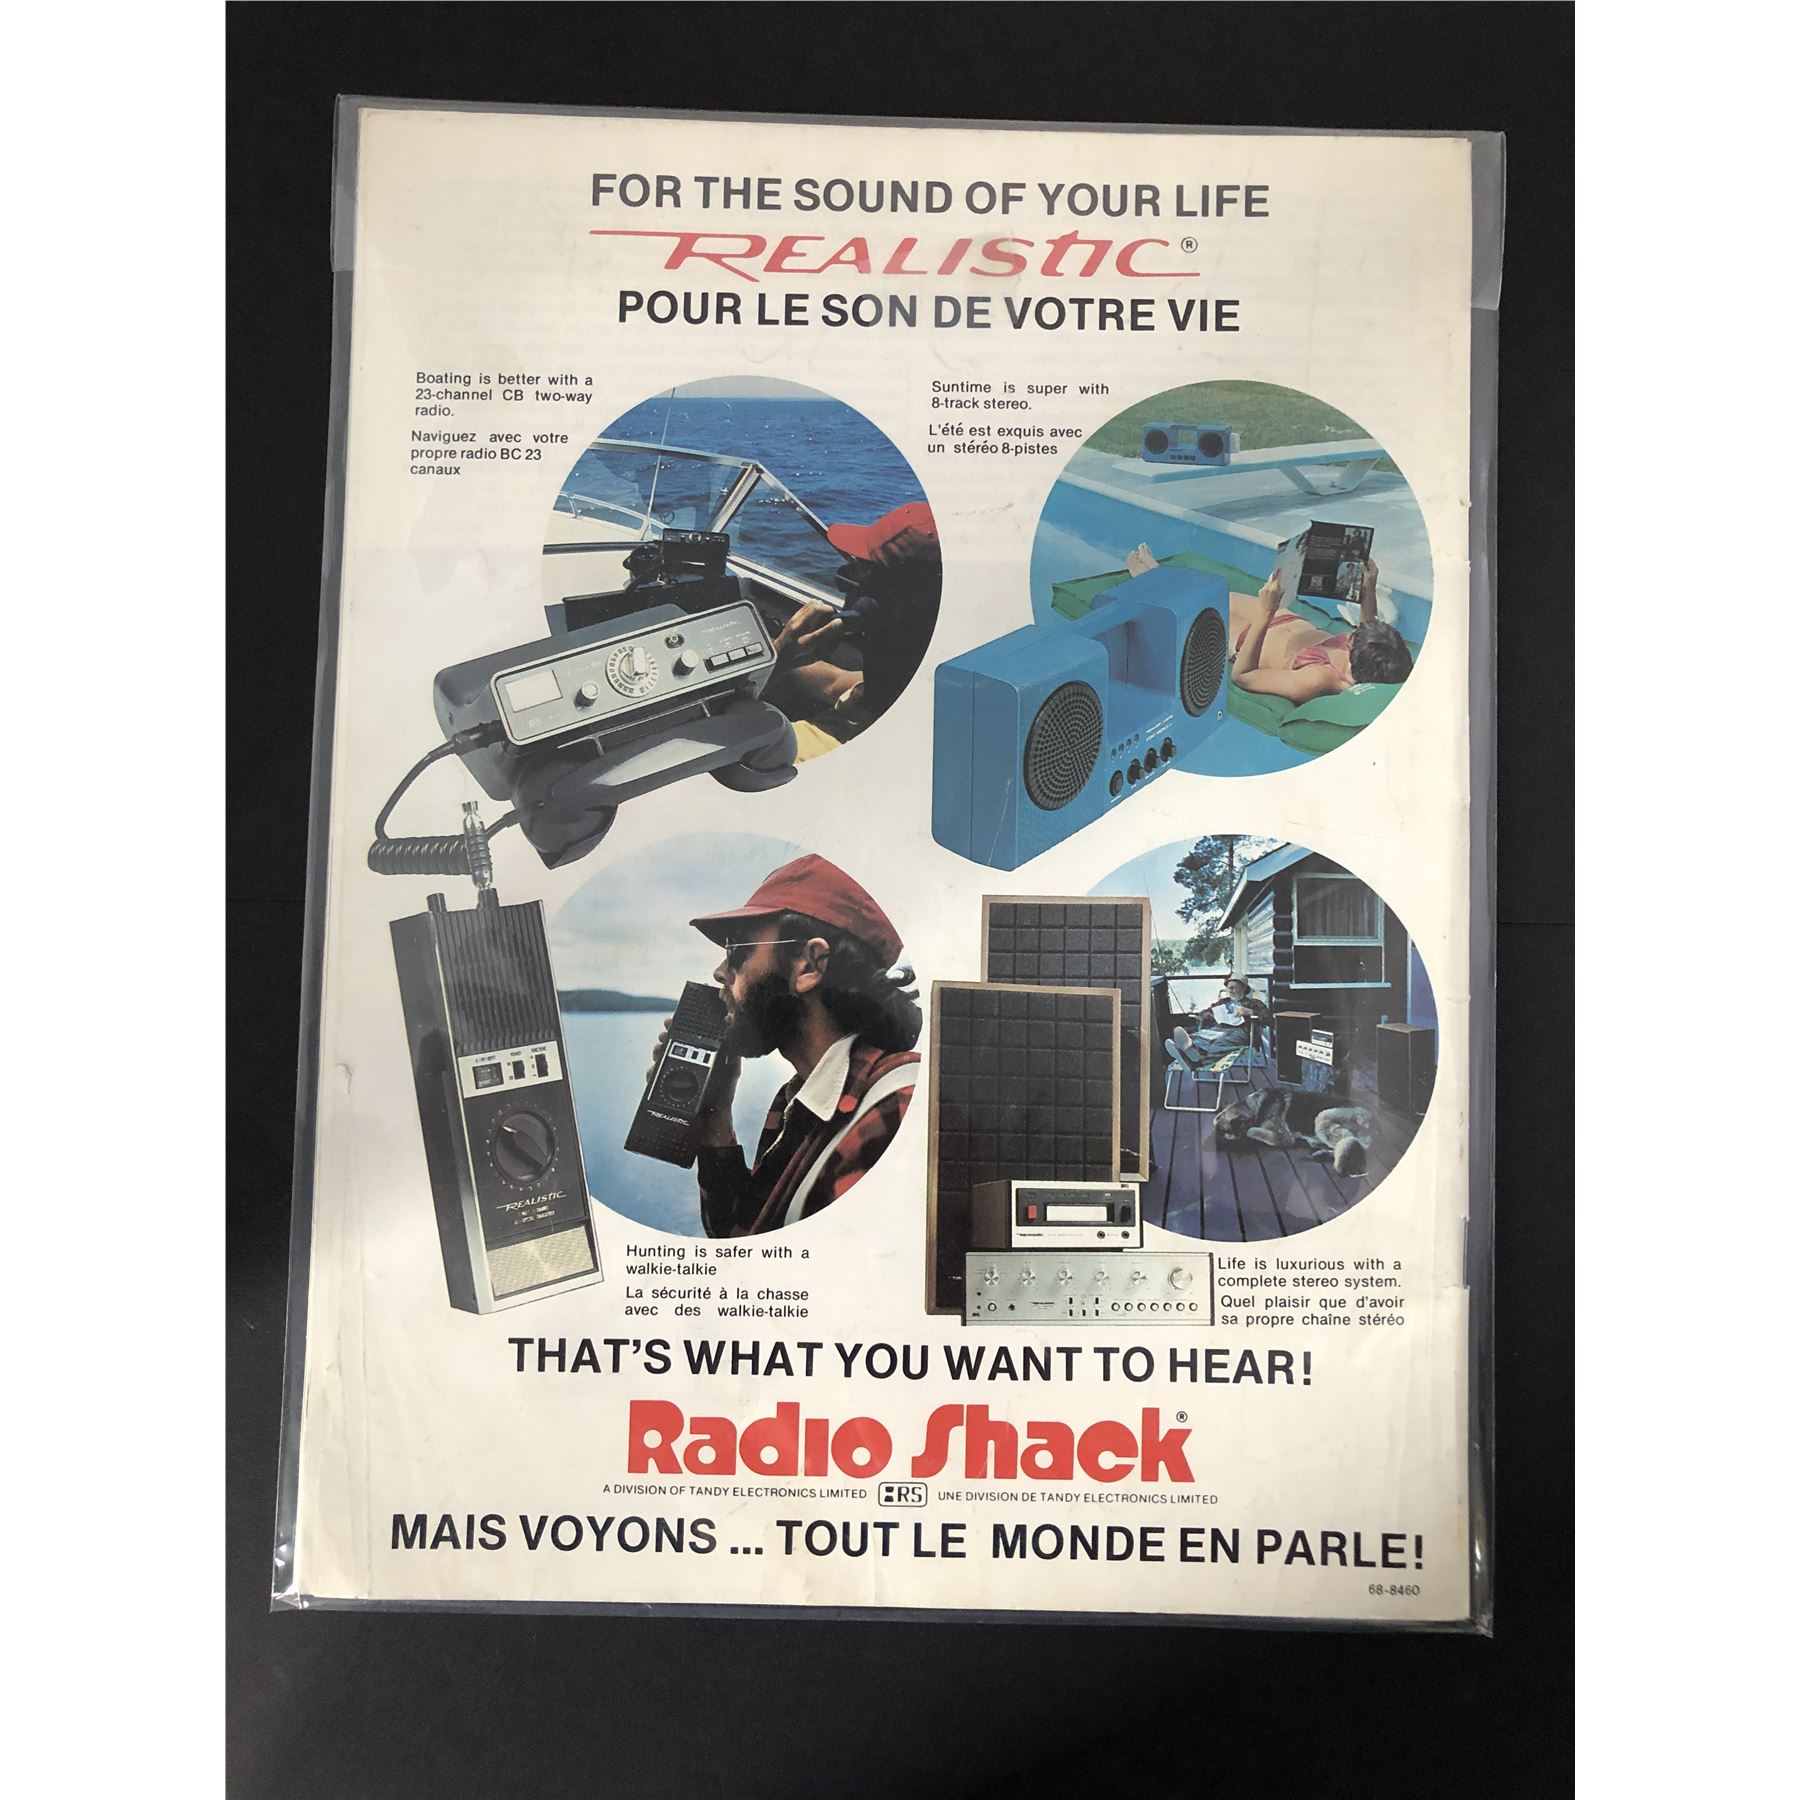 FOR THE SOUND OF YOUR LIFE
REALISTIC®
POUR LE SON DE VOTRE VIE
Boating is better with a
23-channel CB two-way
radio.
Naviguez avec votre
propre radio BC 23
canaux
Suntime is super with
8-track stereo.
L'été est exquis avec
un stéréo 8-pistes
REALISTIC
REALISTIC
REALISTIC
Hunting is safer with a
walkie-talkie
La sécurité à la chasse
avec des walkie-talkie
Life is luxurious with a
complete stereo system.
Quel plaisir que d'avoir
sa propre chaîne stéréo
THAT'S WHAT YOU WANT TO HEAR!
Radio Shack®
A DIVISION OF TANDY ELECTRONICS LIMITED RS UNE DIVISION DE TANDY ELECTRONICS LIMITED
MAIS VOYONS ... TOUT LE MONDE EN PARLE!
68-8460